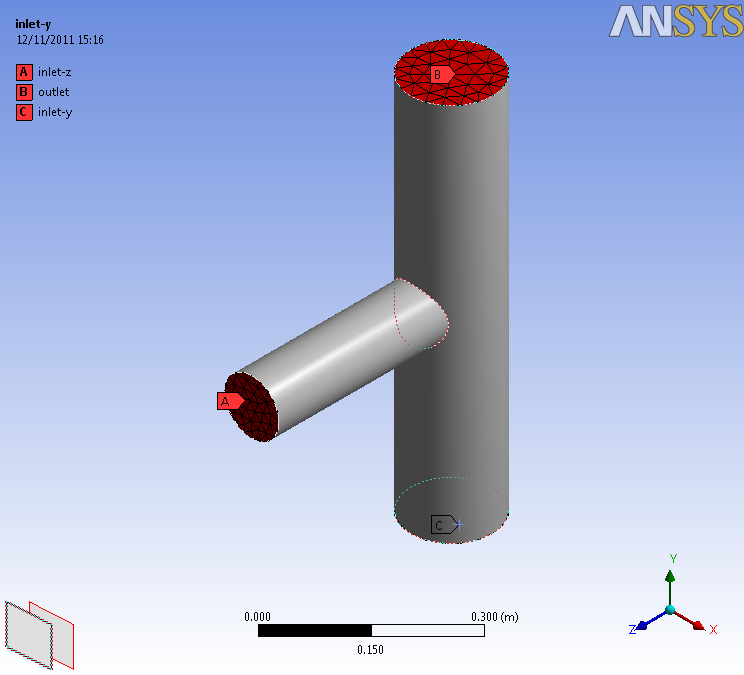 inlet-y
12/11/2011 15:16
A inlet-z
B outlet
C inlet-y
ANSYS
B
A
C
0.000 0.300 (m)
0.150
Y
Z X